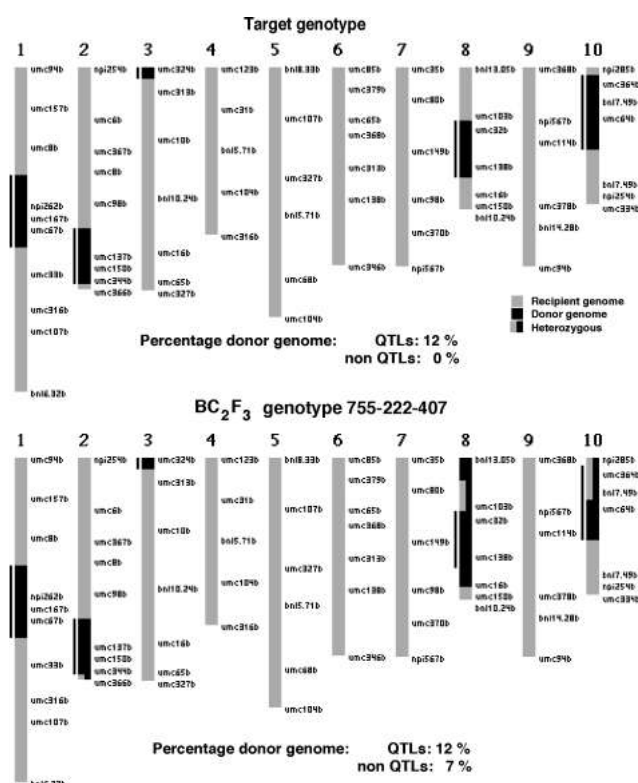 Target genotype
1 2 3 4 5 6 7 8 9 10
umc94b npi254b umc324b umc123b bnl8.33b umc85b umc35b bnl13.05b umc368b npi285b
umc157b umc6b umc313b umc31b umc107b umc379b umc80b umc103b npi567b umc364b
umc8b umc367b umc10b bnl5.71b umc327b umc65b umc149b umc32b umc114b bnl7.49b
npi262b umc8b bnl10.24b umc104b bnl5.71b umc368b umc98b umc138b umc378b umc64b
umc167b umc98b umc16b umc316b umc68b umc313b umc370b umc16b bnl14.28b bnl7.49b
umc67b umc137b umc65b umc104b umc138b npi567b umc150b umc94b npi254b
umc33b umc150b umc327b umc346b bnl10.24b umc334b
umc316b umc344b
umc107b umc366b
bnl6.32b
Recipient genome
Donor genome
Heterozygous
Percentage donor genome: QTLs: 12 %
non QTLs: 0 %
BC2F3 genotype 755-222-407
1 2 3 4 5 6 7 8 9 10
umc94b npi254b umc324b umc123b bnl8.33b umc85b umc35b bnl13.05b umc368b npi285b
umc157b umc6b umc313b umc31b umc107b umc379b umc80b umc103b npi567b umc364b
umc8b umc367b umc10b bnl5.71b umc327b umc65b umc149b umc32b umc114b bnl7.49b
npi262b umc8b bnl10.24b umc104b bnl5.71b umc368b umc98b umc138b umc378b umc64b
umc167b umc98b umc16b umc316b umc68b umc313b umc370b umc16b bnl14.28b bnl7.49b
umc67b umc137b umc65b umc104b umc138b npi567b umc150b umc94b npi254b
umc33b umc150b umc327b umc346b bnl10.24b umc334b
umc316b umc344b
umc107b umc366b
Percentage donor genome: QTLs: 12 %
non QTLs: 7 %